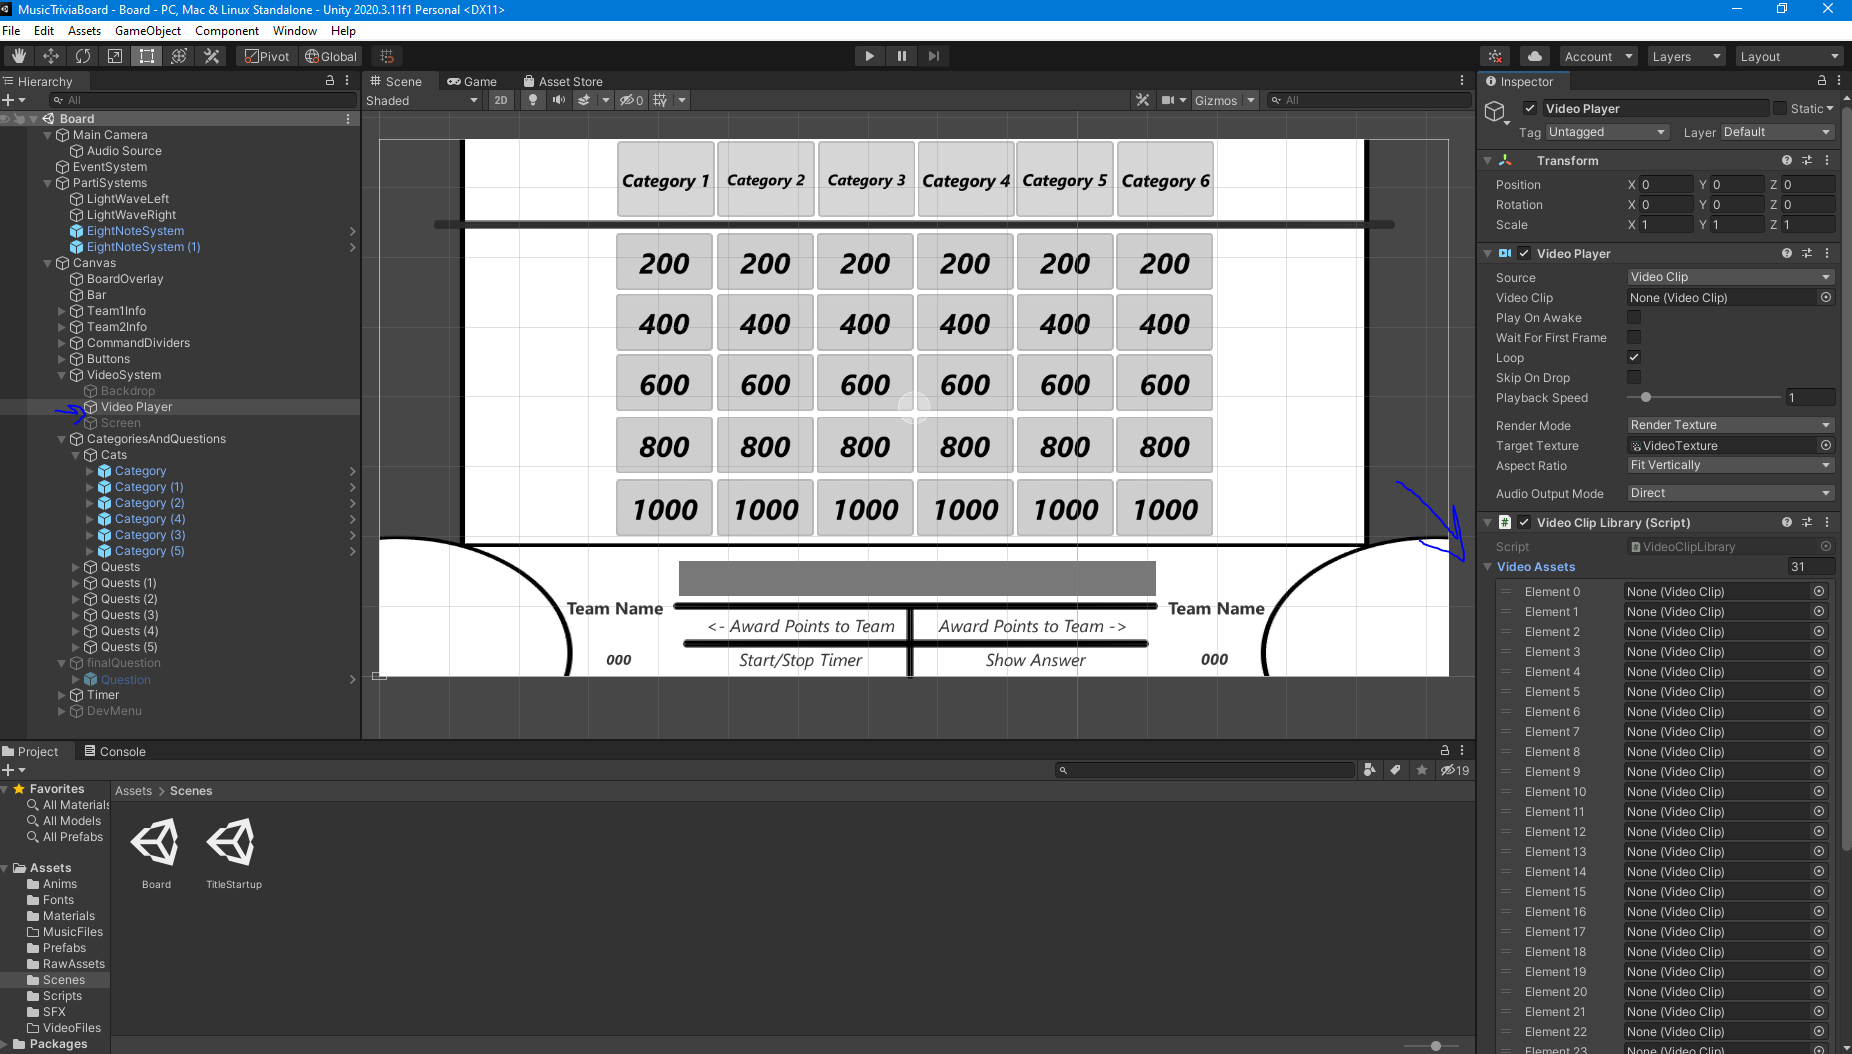 MusicTriviaBoard - Board - PC, Mac & Linux Standalone - Unity 2020.3.11f1 Personal <DX11>
File Edit Assets GameObject Component Window Help
Pivot Global Account Layers Layout
Hierarchy
All
Board
Main Camera
Audio Source
EventSystem
PartiSystems
LightWaveLeft
LightWaveRight
EightNoteSystem
EightNoteSystem (1)
Canvas
BoardOverlay
Bar
Team1Info
Team2Info
CommandDividers
Buttons
VideoSystem
Backdrop
Video Player
Screen
CategoriesAndQuestions
Cats
Category
Category (1)
Category (2)
Category (4)
Category (3)
Category (5)
Quests
Quests (1)
Quests (2)
Quests (3)
Quests (4)
Quests (5)
finalQuestion
Question
Timer
DevMenu
Scene Game Asset Store
Shaded 2D 0 Gizmos All
Category 1 Category 2 Category 3 Category 4 Category 5 Category 6
200 200 200 200 200 200
400 400 400 400 400 400
600 600 600 600 600 600
800 800 800 800 800 800
1000 1000 1000 1000 1000 1000
Team Name Team Name
<- Award Points to Team Award Points to Team ->
000 Start/Stop Timer Show Answer 000
Inspector
Video Player Static
Tag Untagged Layer Default
Transform
Position X 0 Y 0 Z 0
Rotation X 0 Y 0 Z 0
Scale X 1 Y 1 Z 1
Video Player
Source Video Clip
Video Clip None (Video Clip)
Play On Awake
Wait For First Frame
Loop
Skip On Drop
Playback Speed 1
Render Mode Render Texture
Target Texture VideoTexture
Aspect Ratio Fit Vertically
Audio Output Mode Direct
Video Clip Library (Script)
Script VideoClipLibrary
Video Assets 31
Element 0 None (Video Clip)
Element 1 None (Video Clip)
Element 2 None (Video Clip)
Element 3 None (Video Clip)
Element 4 None (Video Clip)
Element 5 None (Video Clip)
Element 6 None (Video Clip)
Element 7 None (Video Clip)
Element 8 None (Video Clip)
Element 9 None (Video Clip)
Element 10 None (Video Clip)
Element 11 None (Video Clip)
Element 12 None (Video Clip)
Element 13 None (Video Clip)
Element 14 None (Video Clip)
Element 15 None (Video Clip)
Element 16 None (Video Clip)
Element 17 None (Video Clip)
Element 18 None (Video Clip)
Element 19 None (Video Clip)
Element 20 None (Video Clip)
Element 21 None (Video Clip)
Element 22 None (Video Clip)
Element 23 None (Video Clip)
Project Console
19
Favorites
All Materials
All Models
All Prefabs
Assets
Anims
Fonts
Materials
MusicFiles
Prefabs
RawAssets
Scenes
Scripts
SFX
VideoFiles
Packages
Assets > Scenes
Board TitleStartup